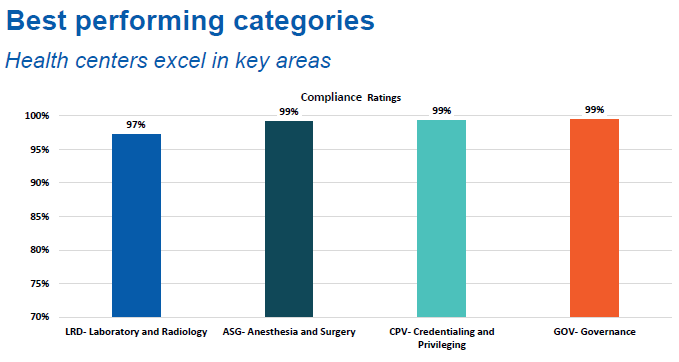 Best performing categories
Health centers excel in key areas
Compliance Ratings
100%
95%
90%
85%
80%
75%
70%
97%
99%
99%
99%
LRD- Laboratory and Radiology
ASG- Anesthesia and Surgery
CPV- Credentialing and
Privileging
GOV- Governance